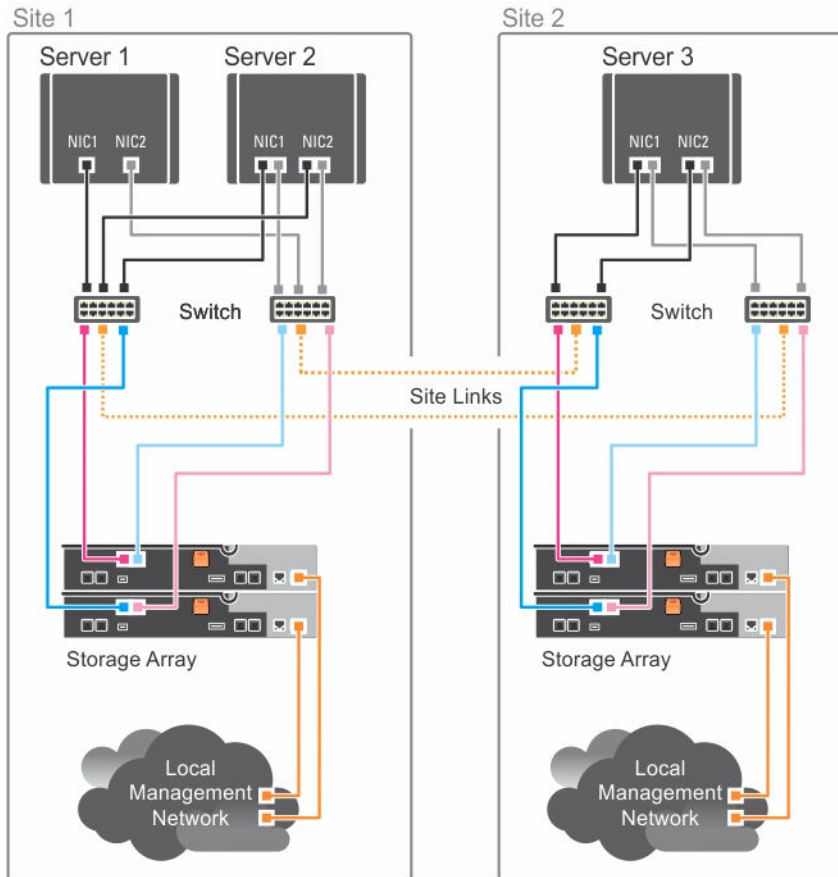 Site 1
Site 2
Server 1
Server 2
Server 3
NIC1
NIC2
NIC1
NIC2
NIC1
NIC2
Switch
Switch
Site Links
Storage Array
Storage Array
Local
Management
Network
Local
Management
Network